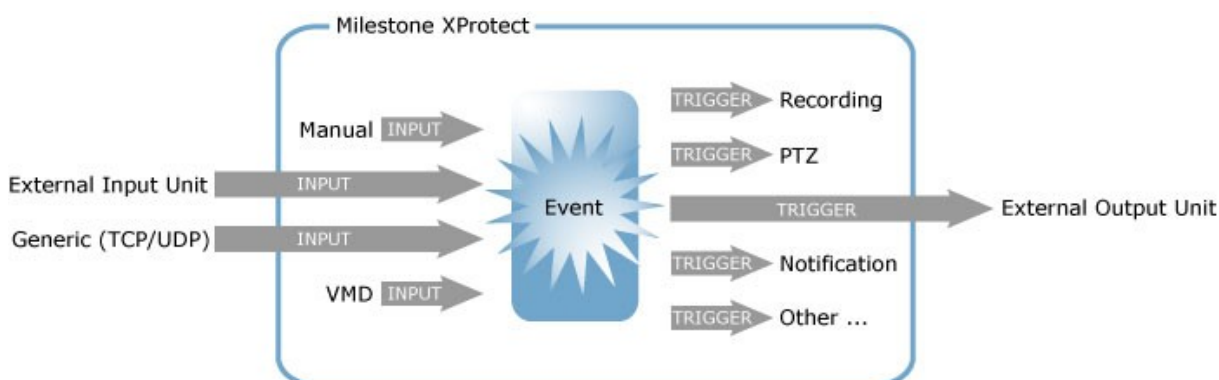 Milestone XProtect
Manual INPUT
External Input Unit INPUT
Generic (TCP/UDP) INPUT
VMD INPUT
Event
TRIGGER Recording
TRIGGER PTZ
TRIGGER External Output Unit
TRIGGER Notification
TRIGGER Other ...